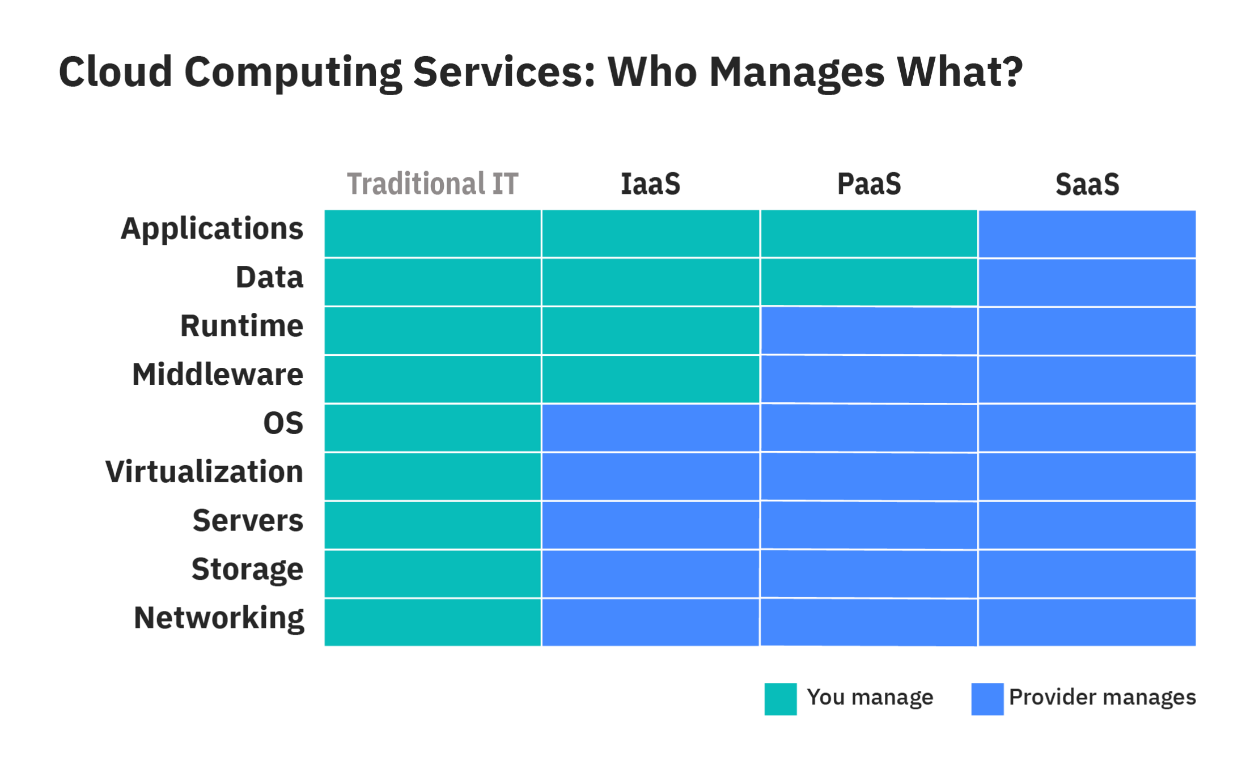 Cloud Computing Services: Who Manages What?
Traditional IT IaaS PaaS SaaS
Applications
Data
Runtime
Middleware
OS
Virtualization
Servers
Storage
Networking
You manage Provider manages